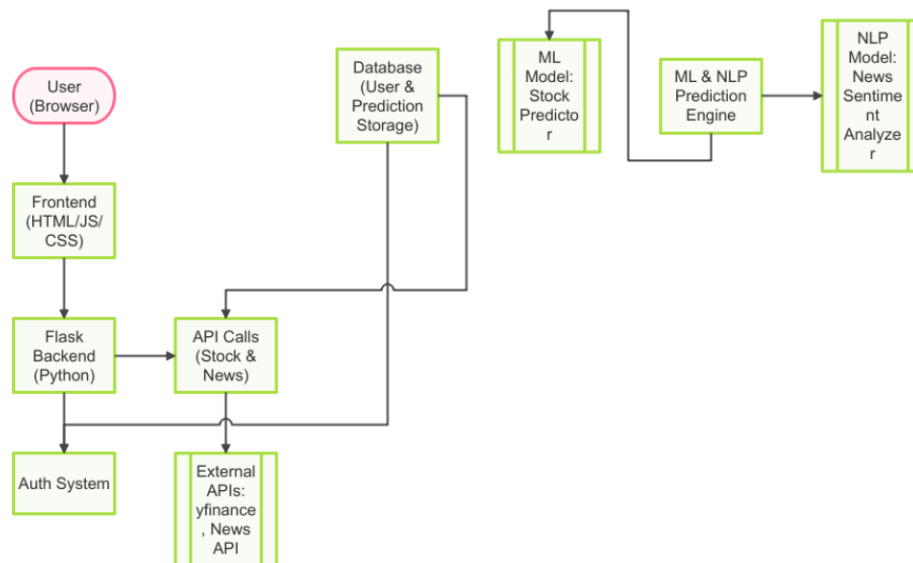 User
(Browser)
Frontend
(HTML/JS/
CSS)
Flask
Backend
(Python)
Auth System
API Calls
(Stock &
News)
External
APIs:
yfinance
, News
API
Database
(User &
Prediction
Storage)
ML
Model:
Stock
Predicto
r
ML & NLP
Prediction
Engine
NLP
Model:
News
Sentime
nt
Analyze
r